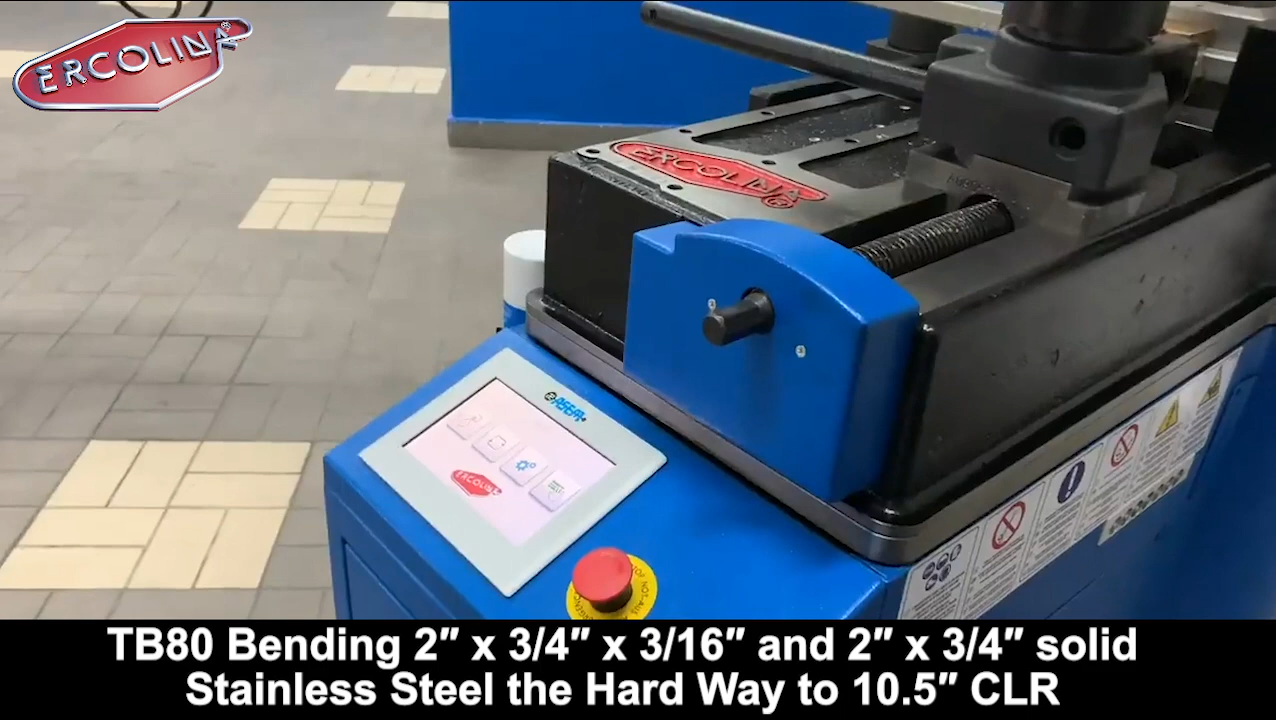 ERCOLINA
ERCOLINA
ASEM
ERCOLINA
TB80 Bending 2″ x 3/4″ x 3/16″ and 2″ x 3/4″ solid
Stainless Steel the Hard Way to 10.5″ CLR